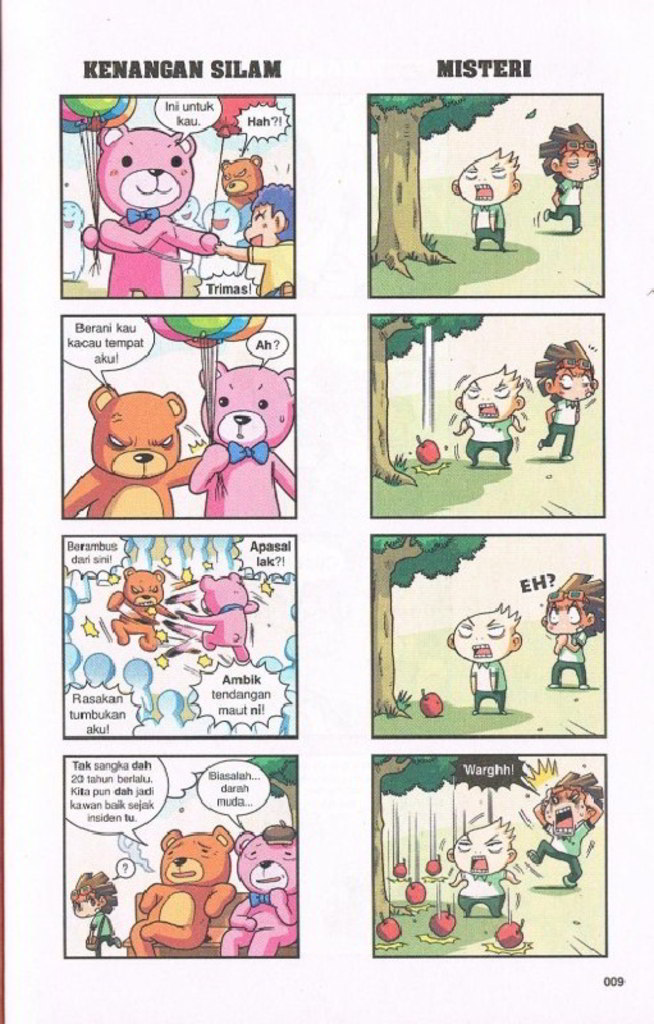 KENANGAN SILAM
Inii untuk
kau.
Hah?!
Trimas!
Berani kau
kacau tempat
aku!
Ah?
Berambus
dari sini!
Apasal
lak?!
Rasakan
tumbukan
aku!
Ambik
tendangan
maut ni!
Tak sangka dah
20 tahun berlalu.
Kita pun dah jadi
kawan baik sejak
insiden tu.
Biasalah...
darah
muda...
?
MISTERI
EH?
Warghh!
009